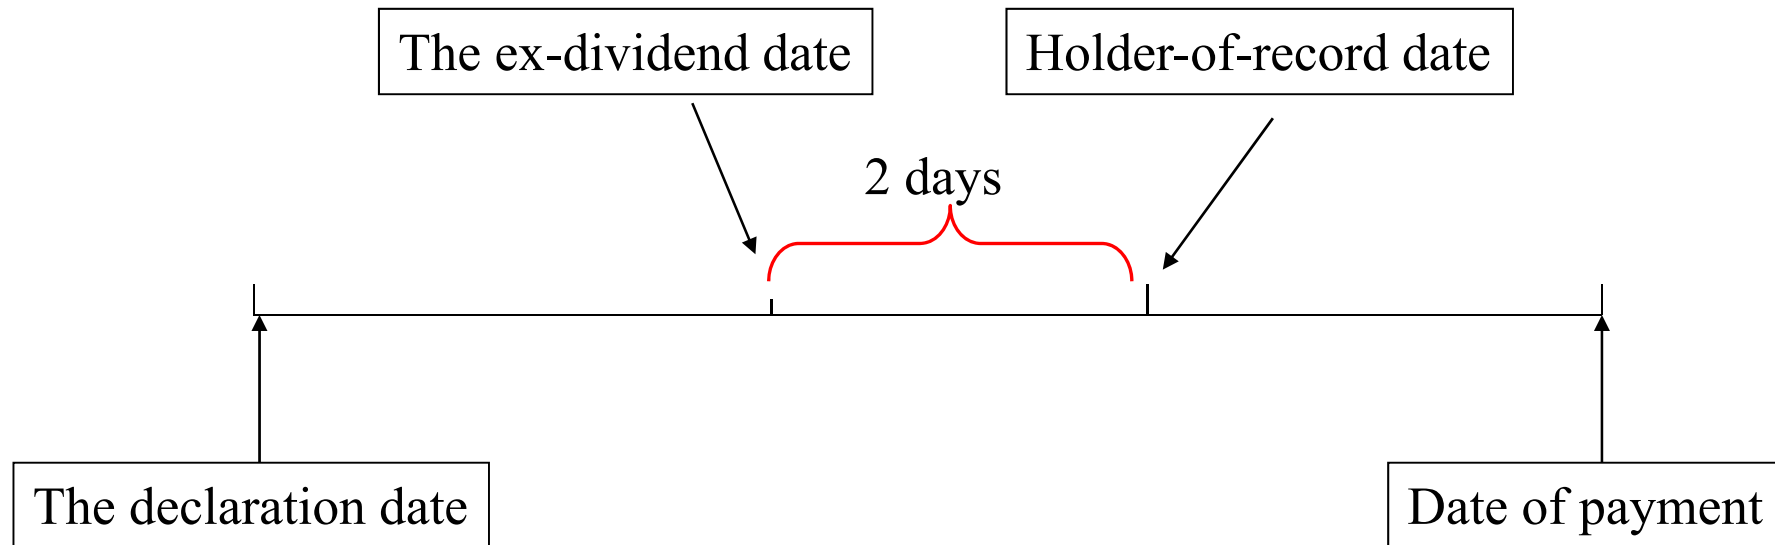 The ex-dividend date
Holder-of-record date
2 days
The declaration date
Date of payment